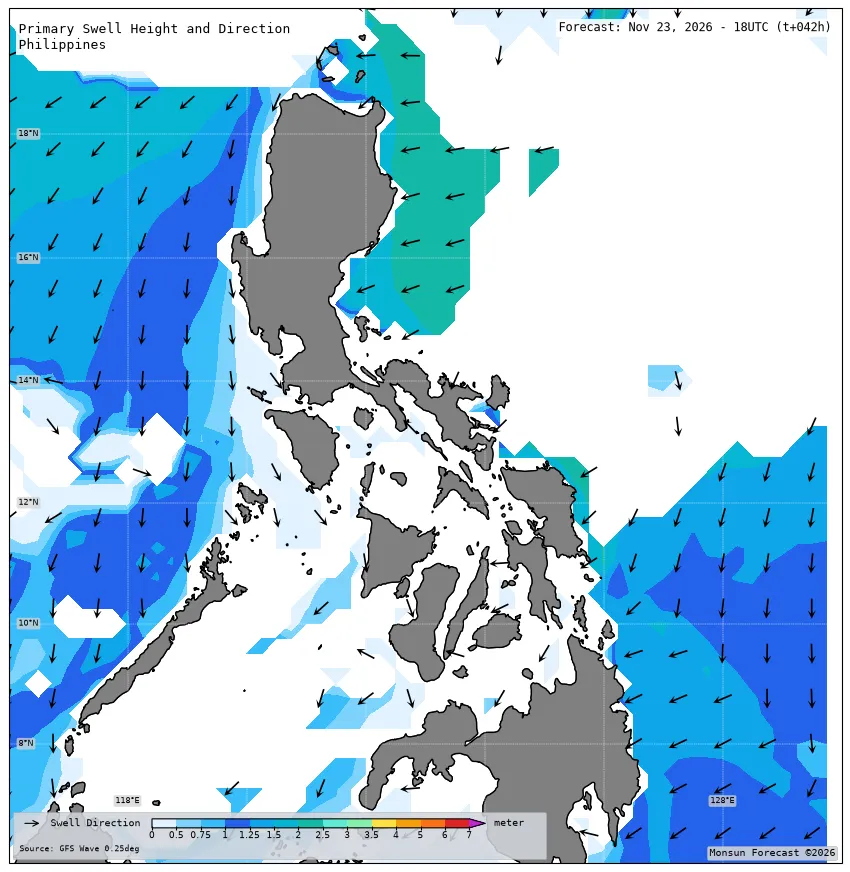 Primary Swell Height and Direction
Philippines
Forecast: Nov 23, 2026 - 18UTC (t+042h)
18°N
16°N
14°N
12°N
10°N
8°N
118°E
128°E
Swell Direction
0 0.5 0.75 1 1.25 1.5 2 2.5 3 3.5 4 5 6 7
meter
Source: GFS Wave 0.25deg
Monsun Forecast ©2026